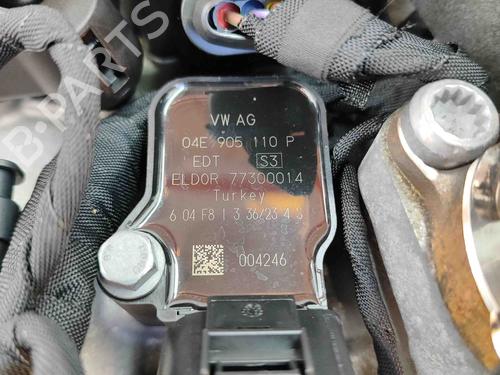 B-PARTS
VW AG
04E 905 110 P
EDT S3
ELDOR 77300014
Turkey
6 04 F8 1 3 36/23 4 S
004246